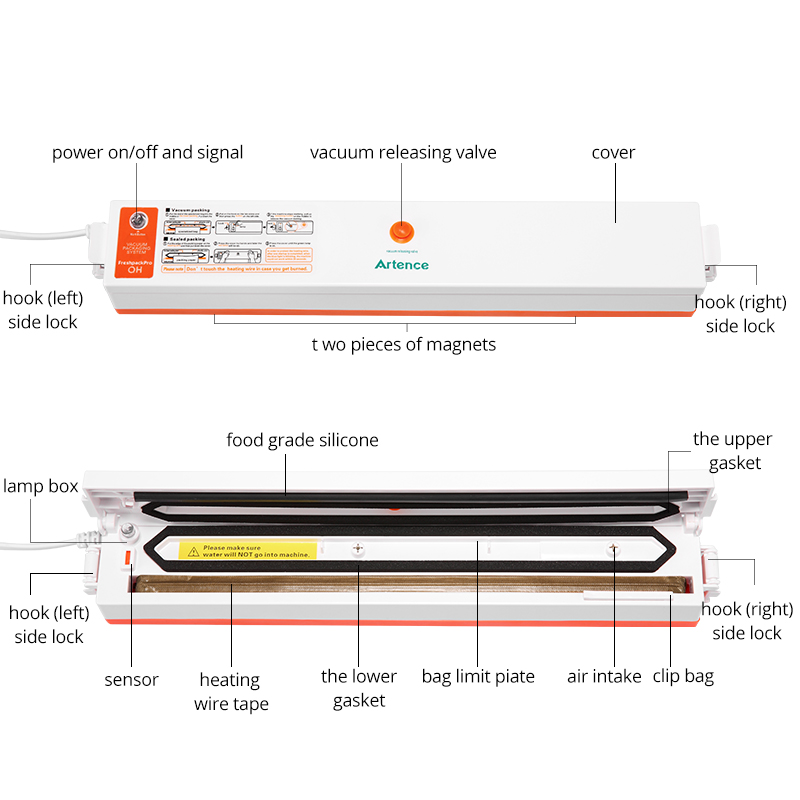 power on/off and signal
vacuum releasing valve
cover
Vacuum packing
VACUUM
PACKAGING
SYSTEM
FreshpackPro
OH
Sealed packing
Please note: Don't touch the heating wire in case you get burned
Artence
hook (left)
side lock
hook (right)
side lock
t wo pieces of magnets
food grade silicone
the upper
gasket
lamp box
Please make sure
water will NOT go into machine.
hook (left)
side lock
hook (right)
side lock
sensor
heating
wire tape
the lower
gasket
bag limit piate
air intake
clip bag